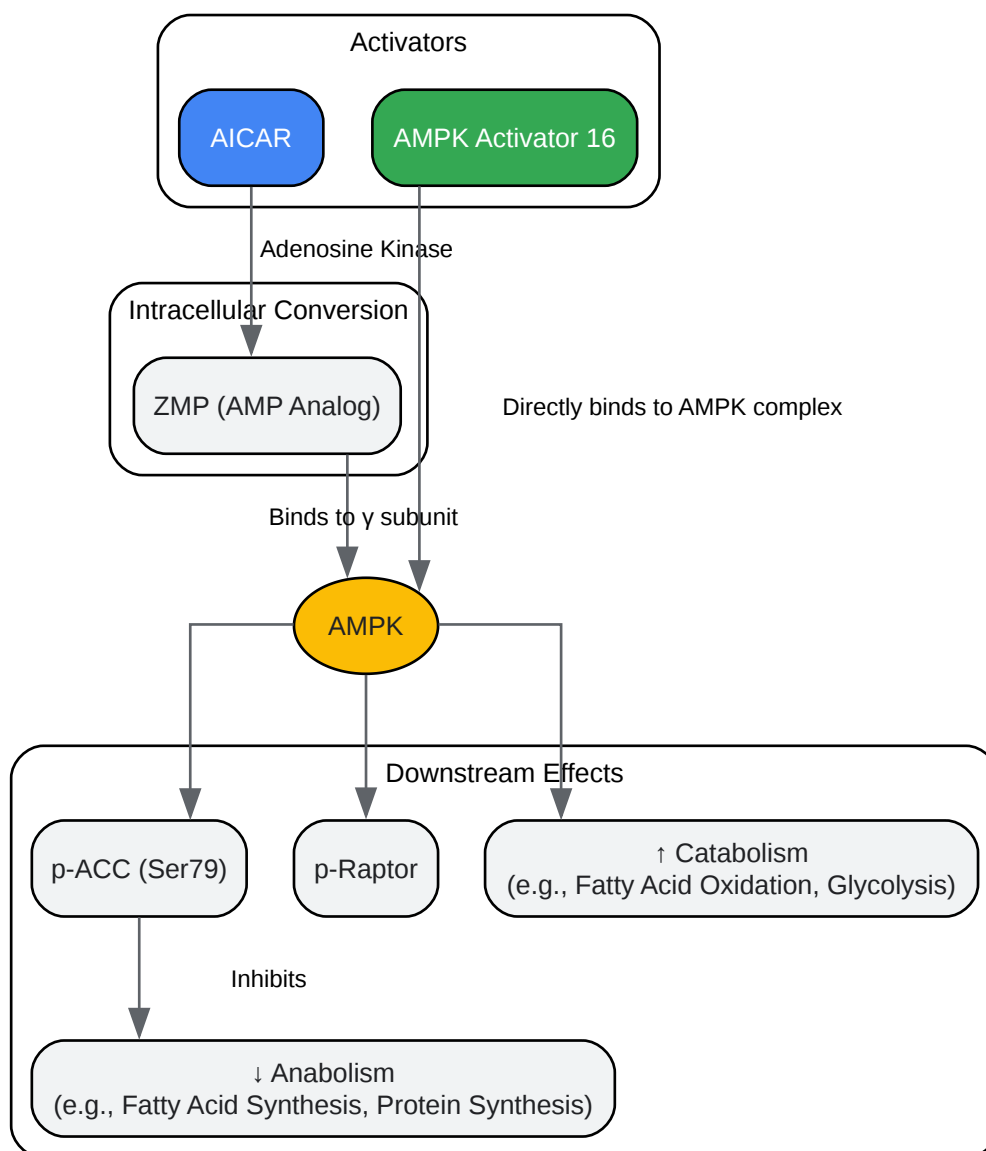 Activators
AICAR
AMPK Activator 16
Adenosine Kinase
Intracellular Conversion
ZMP (AMP Analog)
Directly binds to AMPK complex
Binds to γ subunit
AMPK
Downstream Effects
p-ACC (Ser79)
p-Raptor
↑ Catabolism
(e.g., Fatty Acid Oxidation, Glycolysis)
Inhibits
↓ Anabolism
(e.g., Fatty Acid Synthesis, Protein Synthesis)